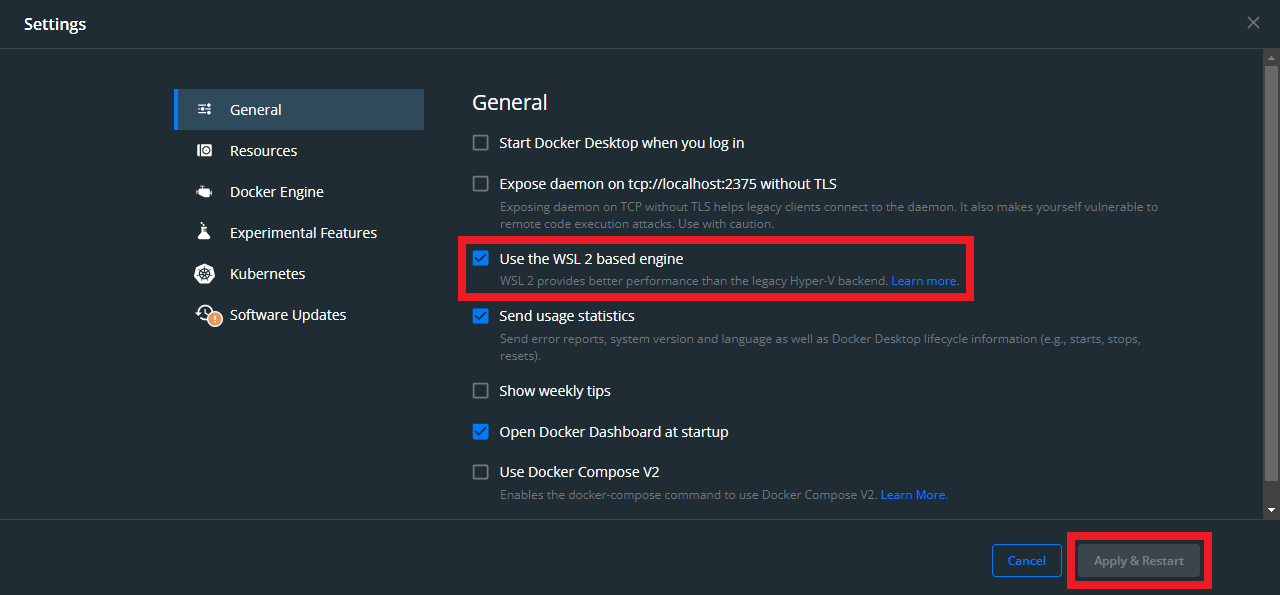 Settings
General
Resources
Docker Engine
Experimental Features
Kubernetes
Software Updates
General
Start Docker Desktop when you log in
Expose daemon on tcp://localhost:2375 without TLS
Exposing daemon on TCP without TLS helps legacy clients connect to the daemon. It also makes yourself vulnerable to
remote code execution attacks. Use with caution.
Use the WSL 2 based engine
WSL 2 provides better performance than the legacy Hyper-V backend. Learn more.
Send usage statistics
Send error reports, system version and language as well as Docker Desktop lifecycle information (e.g., starts, stops,
resets).
Show weekly tips
Open Docker Dashboard at startup
Use Docker Compose V2
Enables the docker-compose command to use Docker Compose V2. Learn More.
Cancel
Apply & Restart